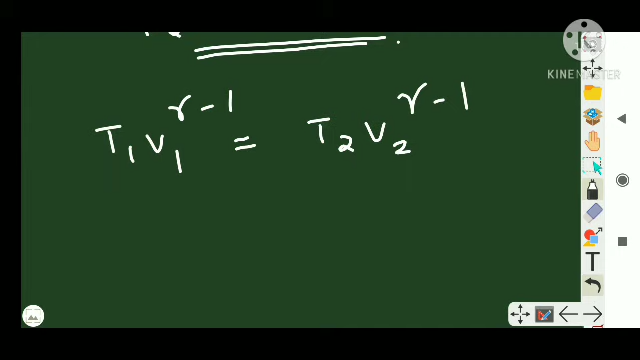 KINEMASTER
T₁V₁^(γ-1) = T₂V₂^(γ-1)
T